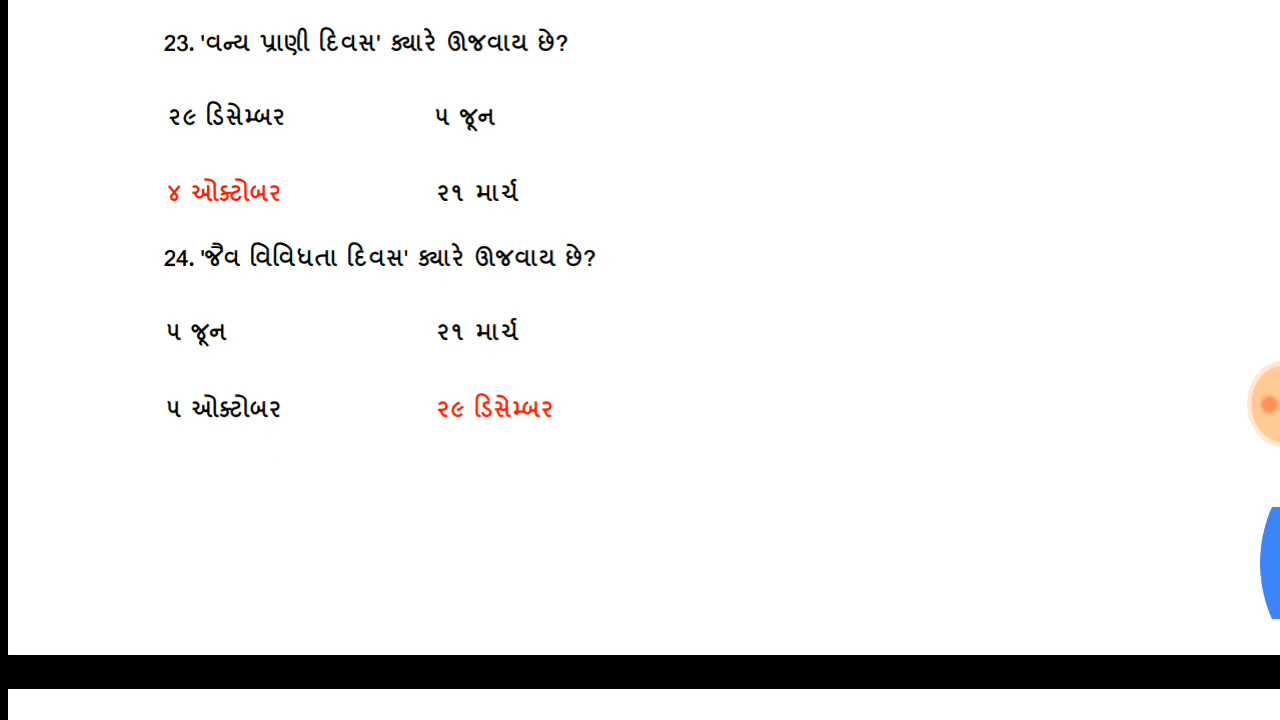 23. 'વન્ય પ્રાણી દિવસ' ક્યારે ઊજવાય છે?
૨૯ ડિસેમ્બર ૫ જૂન
૪ ઓક્ટોબર ૨૧ માર્ચ
24. 'જૈવ વિવિધતા દિવસ' ક્યારે ઊજવાય છે?
૫ જૂન ૨૧ માર્ચ
૫ ઓક્ટોબર ૨૯ ડિસેમ્બર